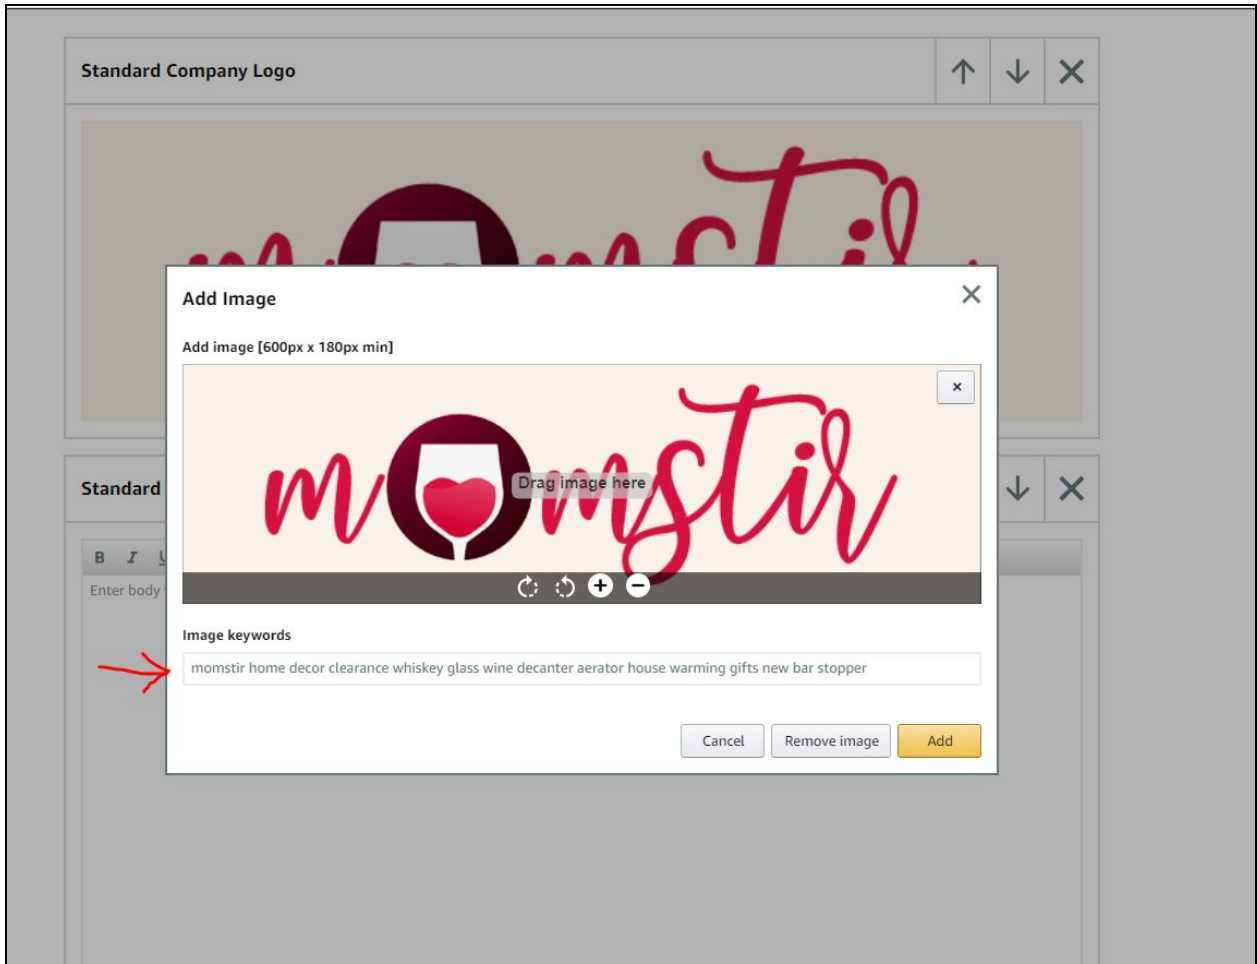 Standard Company Logo
momstir
Add Image
Add image [600px x 180px min]
momstir
Drag image here
Standard
B I U
Enter body
Image keywords
momstir home decor clearance whiskey glass wine decanter aerator house warming gifts new bar stopper
Cancel
Remove image
Add